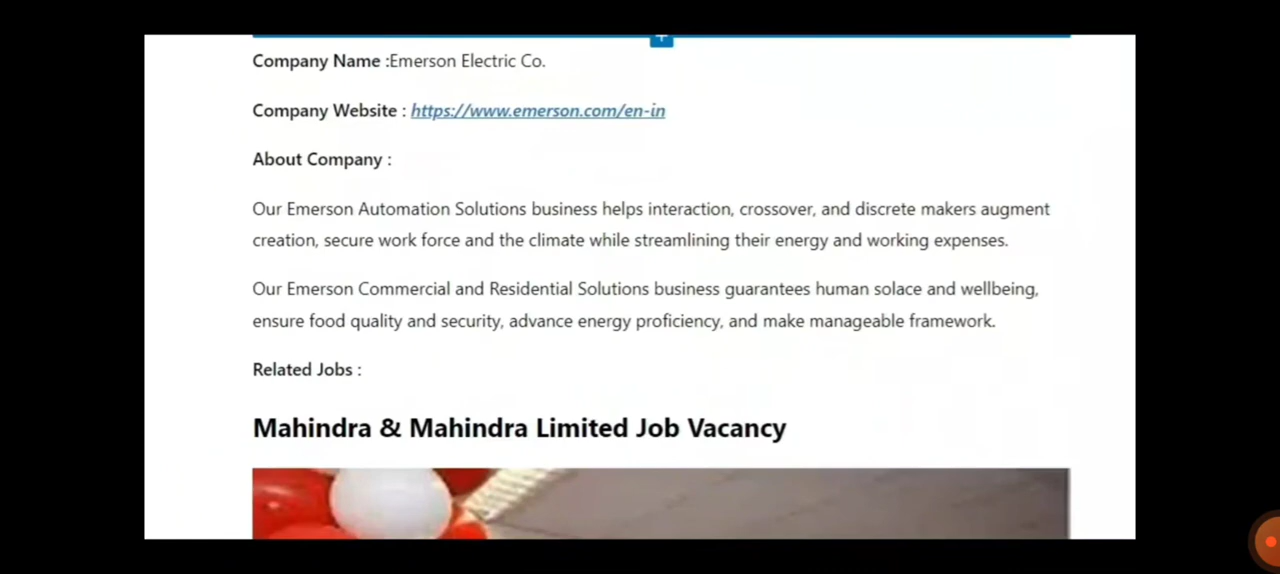 Company Name :Emerson Electric Co.
Company Website : https://www.emerson.com/en-in
About Company :
Our Emerson Automation Solutions business helps interaction, crossover, and discrete makers augment
creation, secure work force and the climate while streamlining their energy and working expenses.
Our Emerson Commercial and Residential Solutions business guarantees human solace and wellbeing,
ensure food quality and security, advance energy proficiency, and make manageable framework.
Related Jobs :
Mahindra & Mahindra Limited Job Vacancy